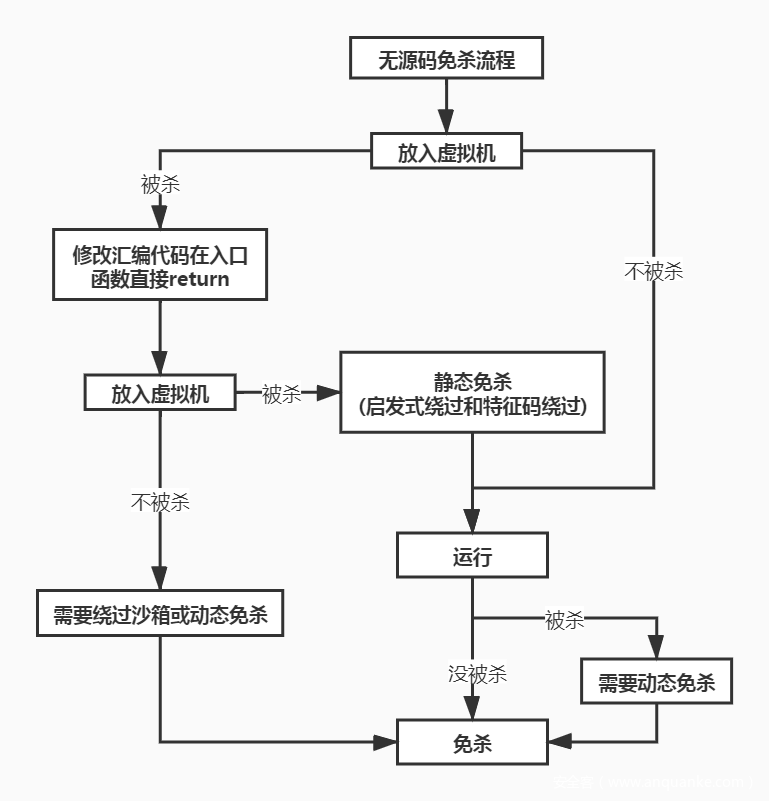 无源码免杀流程
放入虚拟机
被杀
修改汇编代码在入口
函数直接return
不被杀
放入虚拟机
被杀
静态免杀
(启发式绕过和特征码绕过)
不被杀
运行
需要绕过沙箱或动态免杀
被杀
没被杀
需要动态免杀
免杀